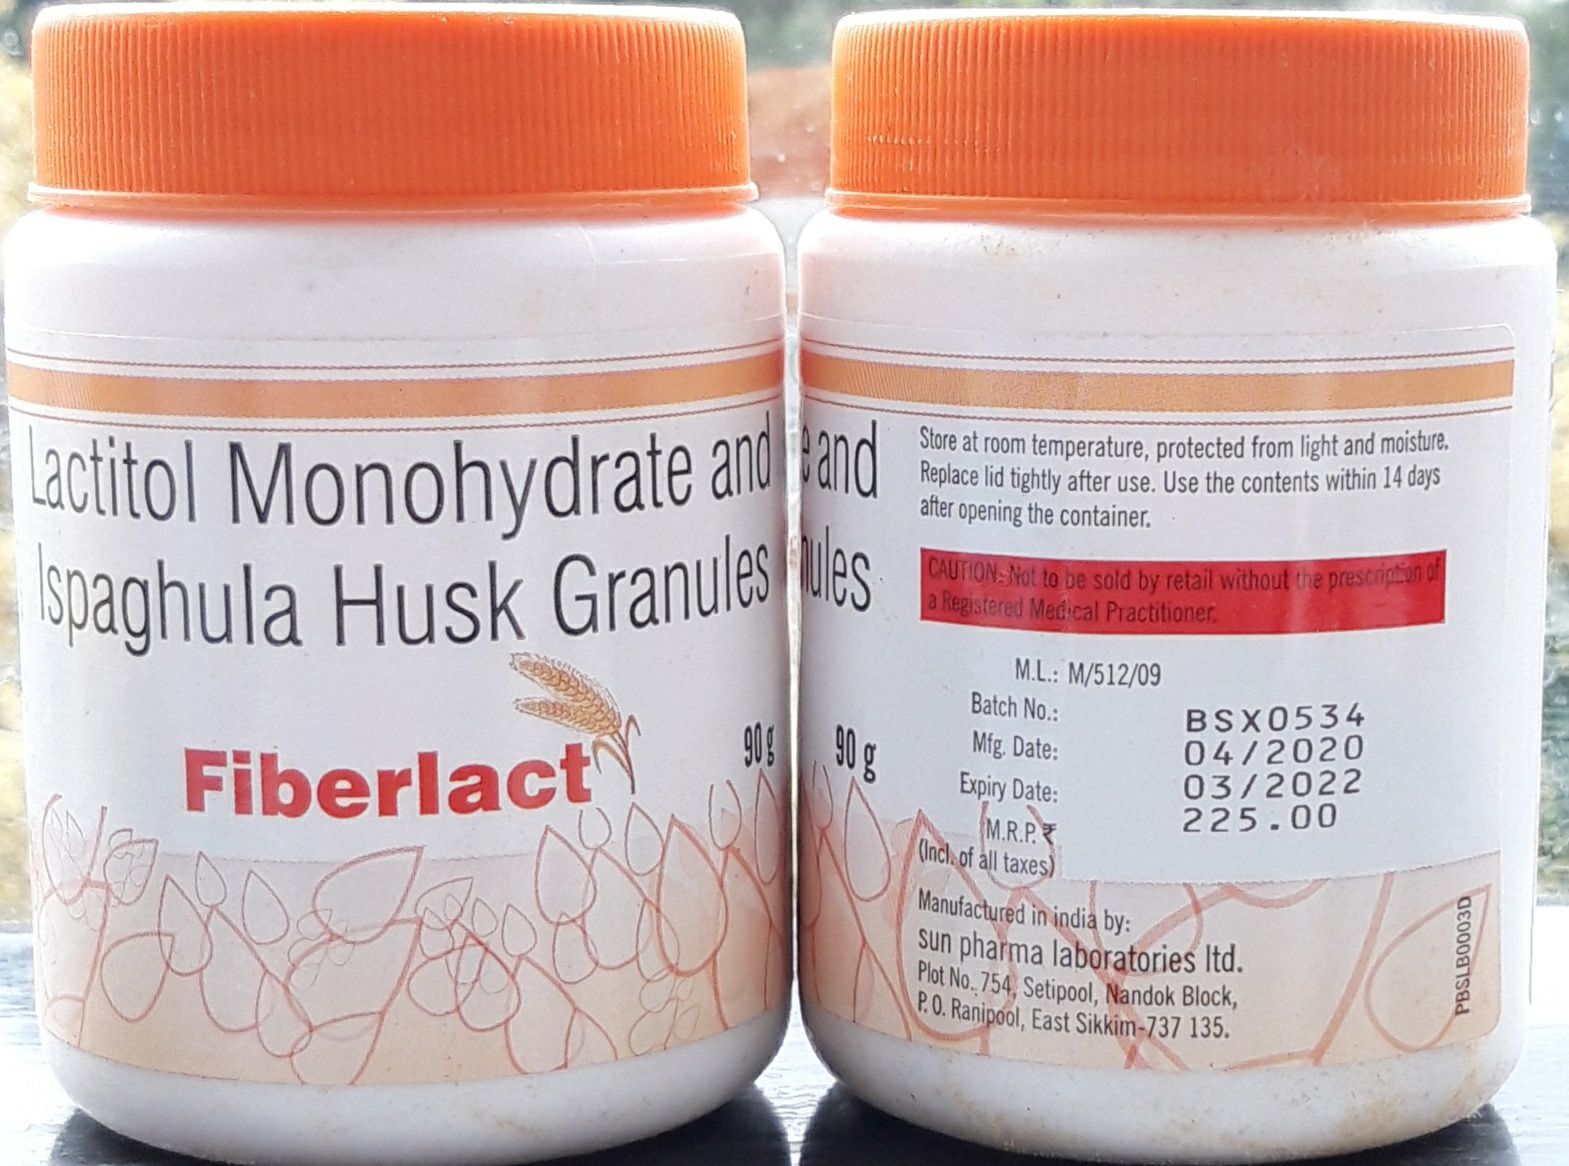 Lactitol Monohydrate and
Ispaghula Husk Granules
Fiberlact
90 g
e and
nules
90 g
Store at room temperature, protected from light and moisture.
Replace lid tightly after use. Use the contents within 14 days
after opening the container.
CAUTION: Not to be sold by retail without the prescription of
a Registered Medical Practitioner.
M.L.: M/512/09
Batch No.: BSX0534
Mfg. Date: 04/2020
Expiry Date: 03/2022
M.R.P. ₹ 225.00
(Incl. of all taxes)
Manufactured in india by:
sun pharma laboratories ltd.
Plot No. 754, Setipool, Nandok Block,
P. O. Ranipool, East Sikkim-737 135.
PBSLB0003D